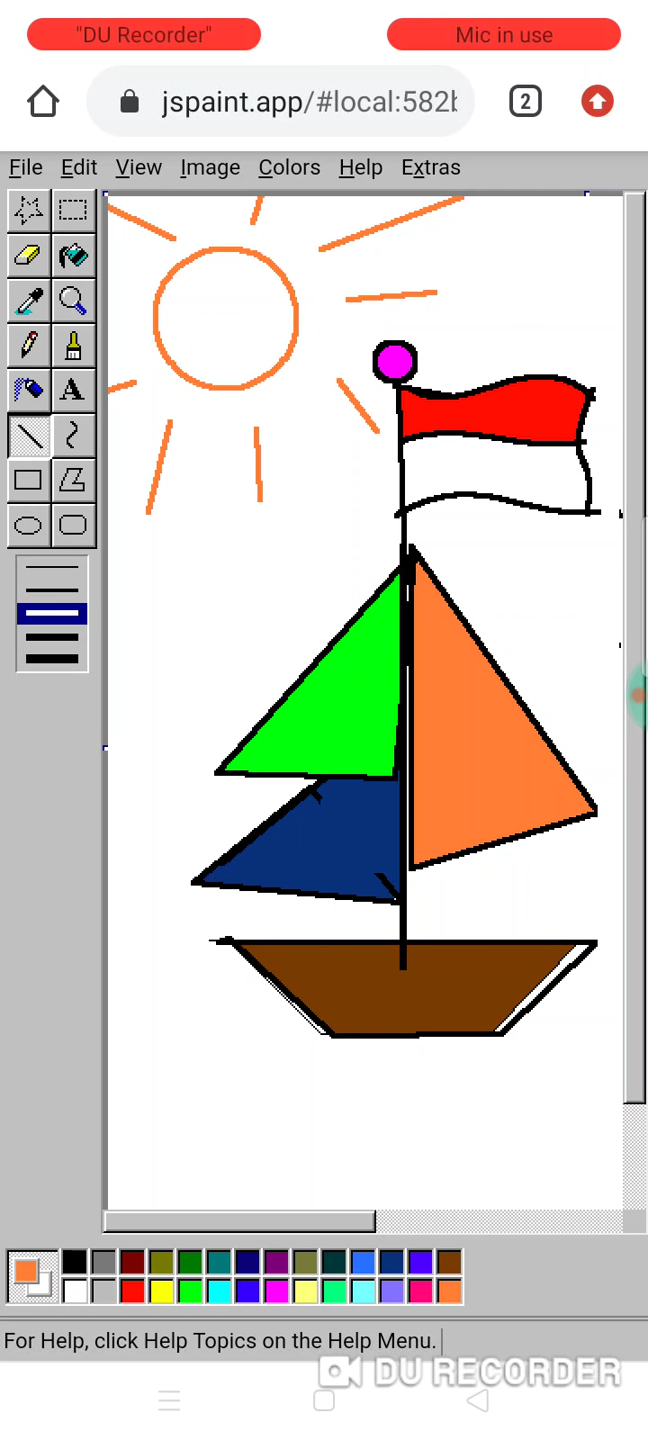 "DU Recorder" Mic in use
jspaint.app/#local:582b 2
File Edit View Image Colors Help Extras
A
For Help, click Help Topics on the Help Menu.
DU RECORDER